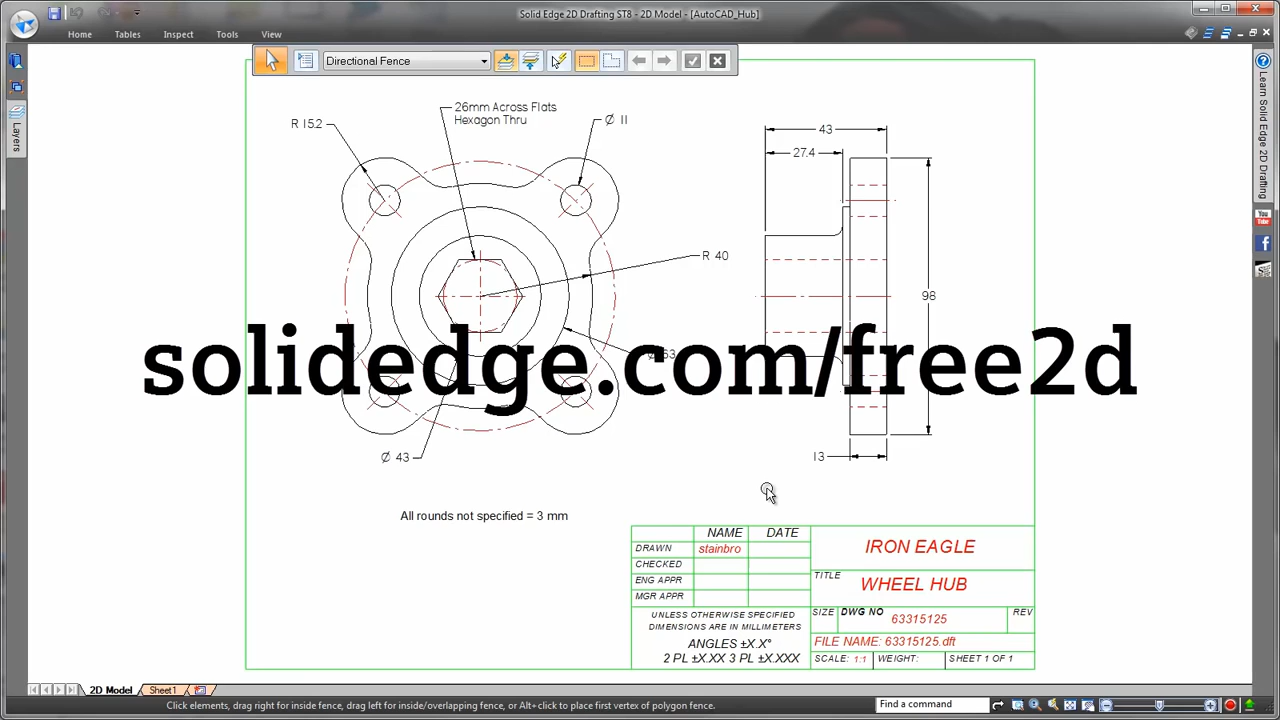 Solid Edge 2D Drafting ST8 - 2D Model - [AutoCAD_Hub]
Home Tables Inspect Tools View
Directional Fence
Layers
Learn Solid Edge 2D Drafting
You
Tube
26mm Across Flats
Hexagon Thru
R 15.2
Ø 11
43
27.4
R 40
98
63
solidedge.com/free2d
Ø 43
13
All rounds not specified = 3 mm
NAME DATE
DRAWN stainbro
CHECKED
ENG APPR
MGR APPR
IRON EAGLE
TITLE
WHEEL HUB
UNLESS OTHERWISE SPECIFIED
DIMENSIONS ARE IN MILLIMETERS
ANGLES ±X.X°
2 PL ±X.XX 3 PL ±X.XXX
SIZE DWG NO 63315125 REV
FILE NAME: 63315125.dft
SCALE: 1:1 WEIGHT: SHEET 1 OF 1
2D Model Sheet1
Click elements, drag right for inside fence, drag left for inside/overlapping fence, or Alt+click to place first vertex of polygon fence.
Find a command